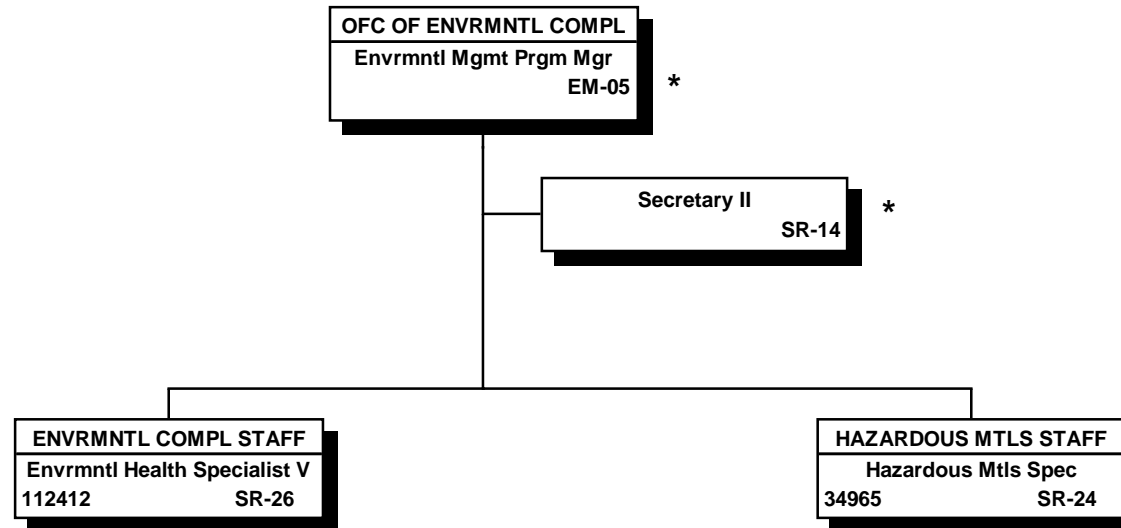 OFC OF ENVRMNTL COMPL
Envrmntl Mgmt Prgm Mgr
EM-05 *
Secretary II
SR-14 *
ENVRMNTL COMPL STAFF
Envrmntl Health Specialist V
112412 SR-26
HAZARDOUS MTLS STAFF
Hazardous Mtls Spec
34965 SR-24